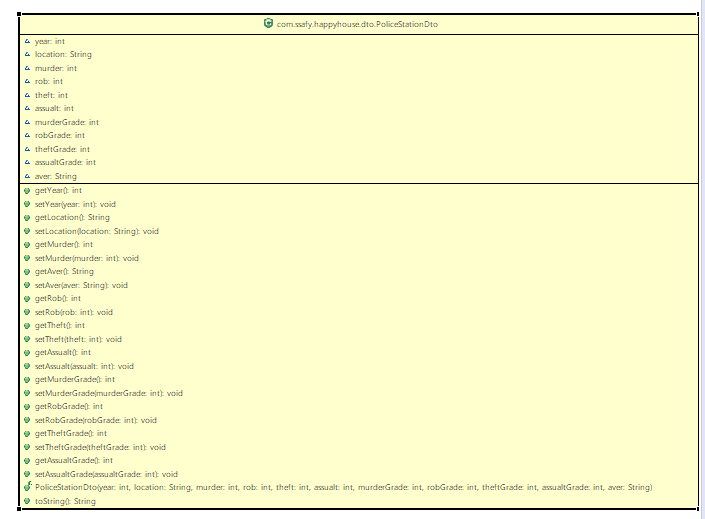 com.ssafy.happyhouse.dto.PoliceStationDto
year: int
location: String
murder: int
rob: int
theft: int
assualt: int
murderGrade: int
robGrade: int
theftGrade: int
assualtGrade: int
aver: String
getYear(): int
setYear(year: int): void
getLocation(): String
setLocation(location: String): void
getMurder(): int
setMurder(murder: int): void
getAver(): String
setAver(aver: String): void
getRob(): int
setRob(rob: int): void
getTheft(): int
setTheft(theft: int): void
getAssualt(): int
setAssualt(assualt: int): void
getMurderGrade(): int
setMurderGrade(murderGrade: int): void
getRobGrade(): int
setRobGrade(robGrade: int): void
getTheftGrade(): int
setTheftGrade(theftGrade: int): void
getAssualtGrade(): int
setAssualtGrade(assualtGrade: int): void
PoliceStationDto(year: int, location: String, murder: int, rob: int, theft: int, assualt: int, murderGrade: int, robGrade: int, theftGrade: int, assualtGrade: int, aver: String)
toString(): String